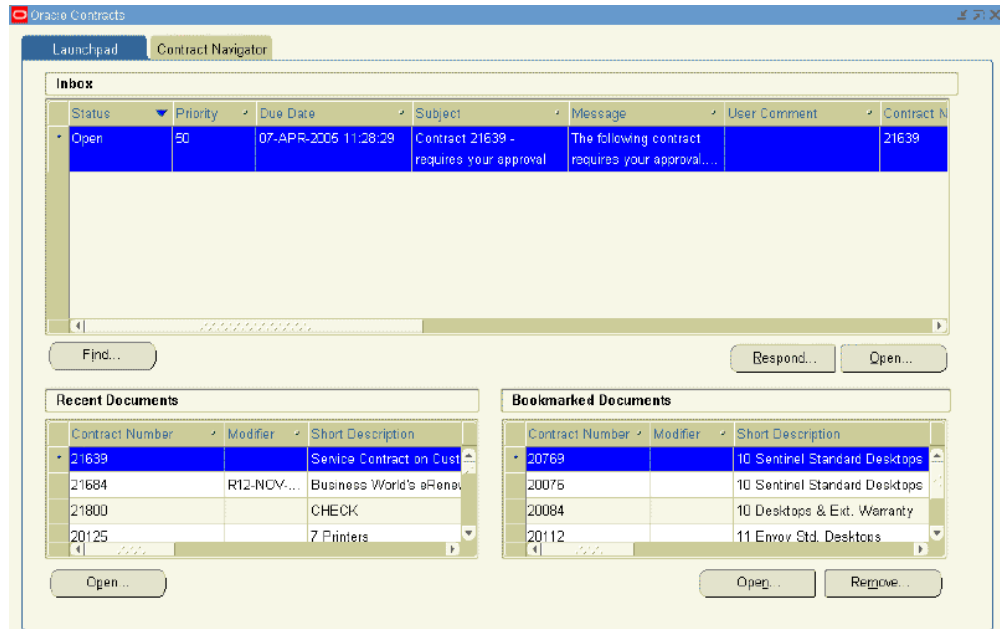 Oracle Contracts
Launchpad Contract Navigator
Inbox
Status Priority Due Date Subject Message User Comment Contract N
Open 50 07-APR-2005 11:28:29 Contract 21639 - The following contract 21639
requires your approval requires your approval....
Find... Respond... Open...
Recent Documents Bookmarked Documents
Contract Number Modifier Short Description Contract Number Modifier Short Description
21639 Service Contract on Cust 20769 10 Sentinel Standard Desktops
21684 R12-NOV-... Business World's eRenew 20076 10 Sentinel Standard Desktops
21800 CHECK 20084 10 Desktops & Ext. Warranty
20125 7 Printers 20112 11 Envoy Std. Desktops
Open .. Open.. Remove...